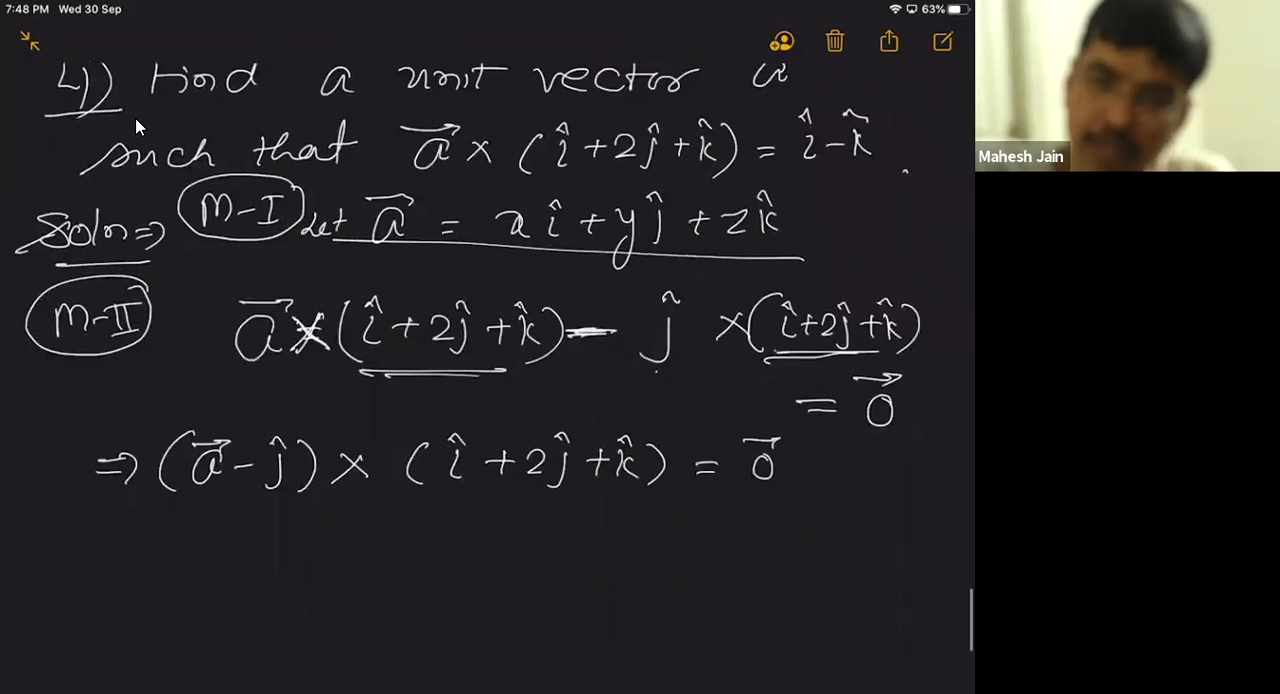 7:48 PM Wed 30 Sep 63%
4) Find a unit vector
such that a⃗ × (î + 2ĵ + k̂) = î - k̂.
Soln ⇒ M-I Let a⃗ = xî + yĵ + zk̂
M-II a⃗ × (î + 2ĵ + k̂) - ĵ × (î + 2ĵ + k̂)
= 0⃗
⇒ (a⃗ - ĵ) × (î + 2ĵ + k̂) = 0⃗
Mahesh Jain